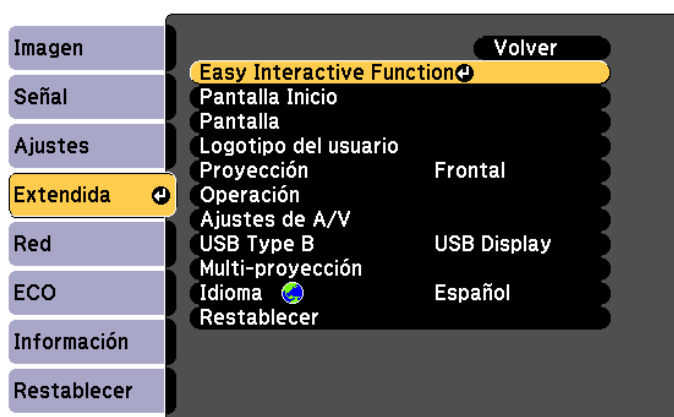 Imagen
Señal
Ajustes
Extendida
Red
ECO
Información
Restablecer
Volver
Easy Interactive Function
Pantalla Inicio
Pantalla
Logotipo del usuario
Proyección Frontal
Operación
Ajustes de A/V
USB Type B USB Display
Multi-proyección
Idioma Español
Restablecer